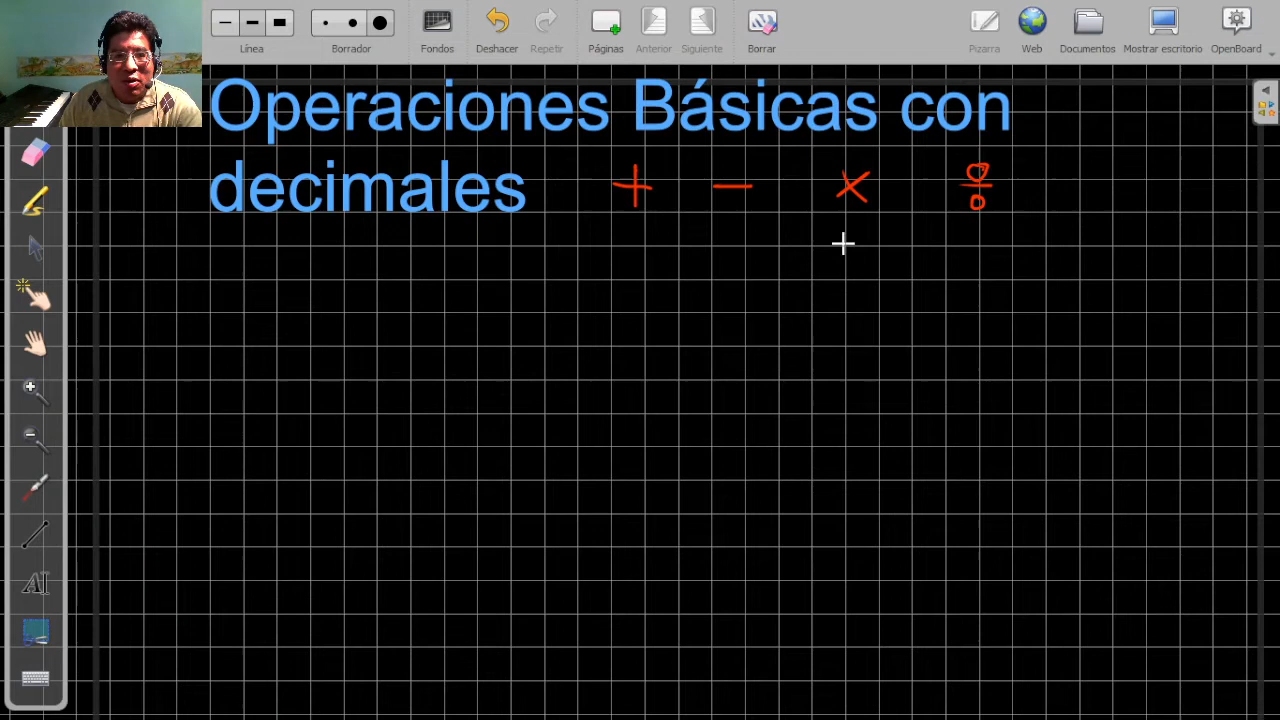 Línea Borrador Fondos Deshacer Repetir Páginas Anterior Siguiente Borrar Pizarra Web Documentos Mostrar escritorio OpenBoard
Operaciones Básicas con
decimales + - × ÷
AI